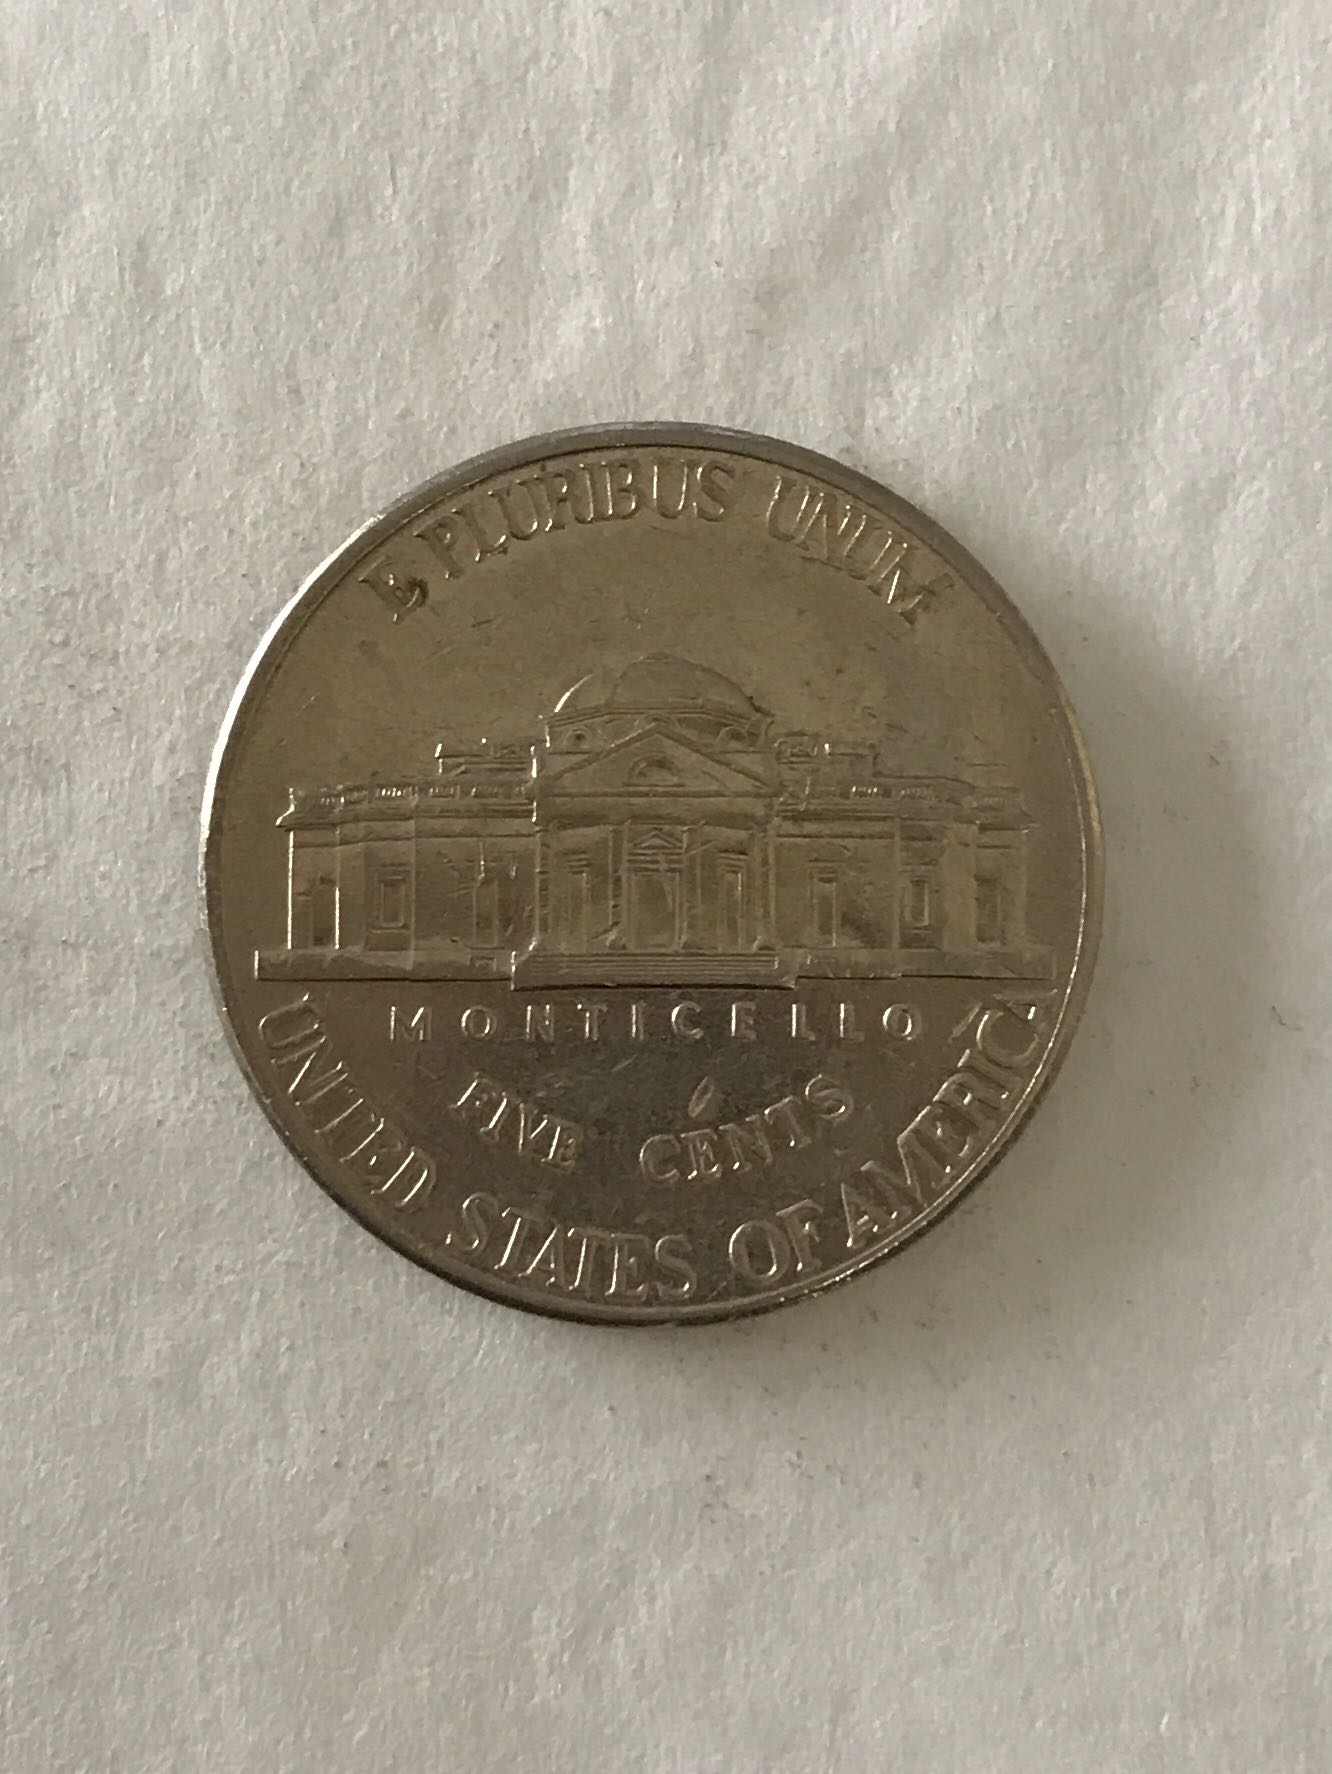 E PLURIBUS UNUM
MONTICELLO
FIVE CENTS
UNITED STATES OF AMERICA